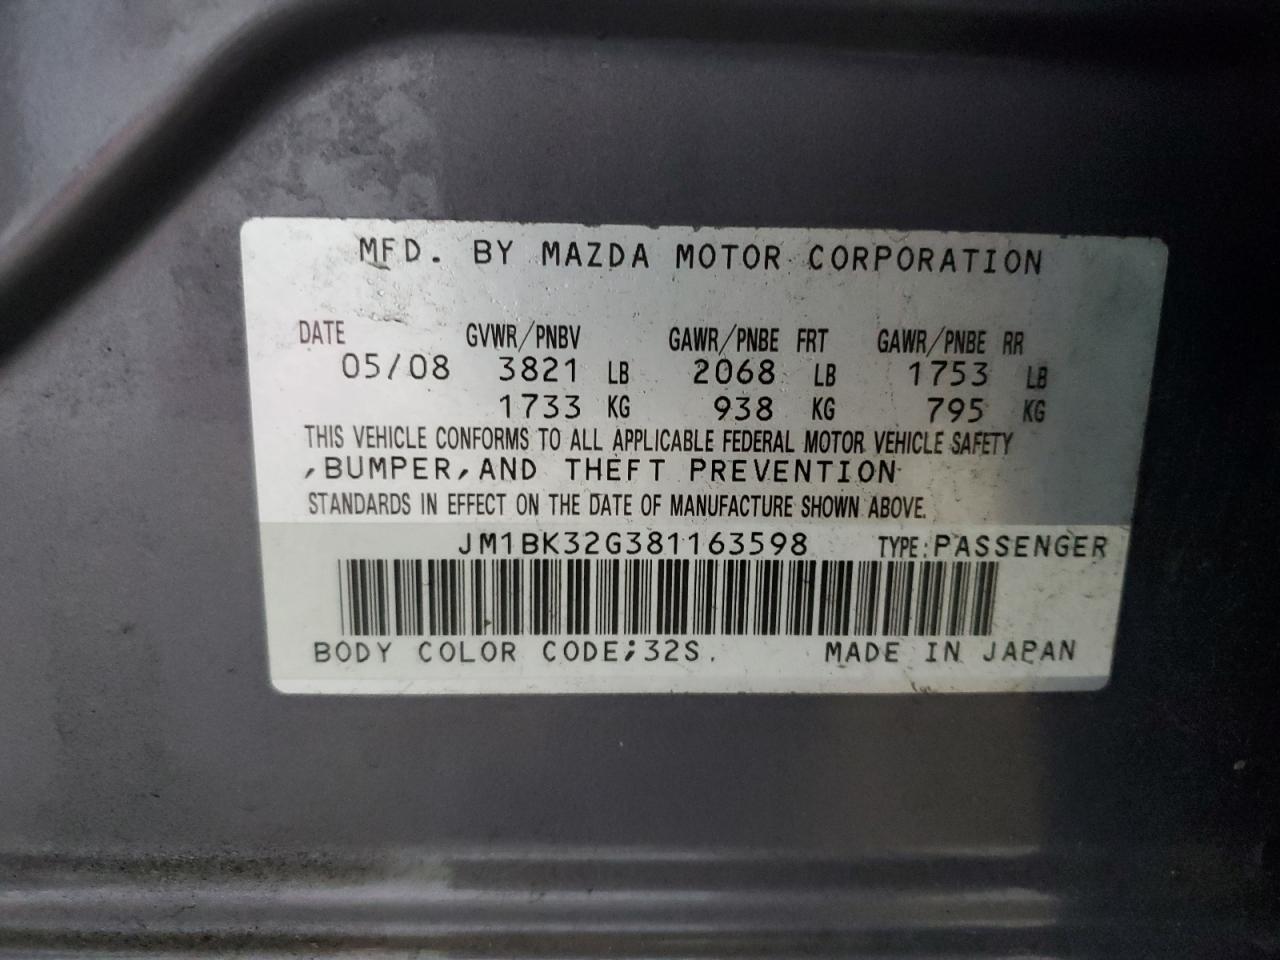 MFD. BY MAZDA MOTOR CORPORATION
DATE GVWR/PNBV GAWR/PNBE FRT GAWR/PNBE RR
05/08 3821 LB 2068 LB 1753 LB
1733 KG 938 KG 795 KG
THIS VEHICLE CONFORMS TO ALL APPLICABLE FEDERAL MOTOR VEHICLE SAFETY
,BUMPER,AND THEFT PREVENTION
STANDARDS IN EFFECT ON THE DATE OF MANUFACTURE SHOWN ABOVE.
JM1BK32G381163598 TYPE:PASSENGER
BODY COLOR CODE;32S. MADE IN JAPAN